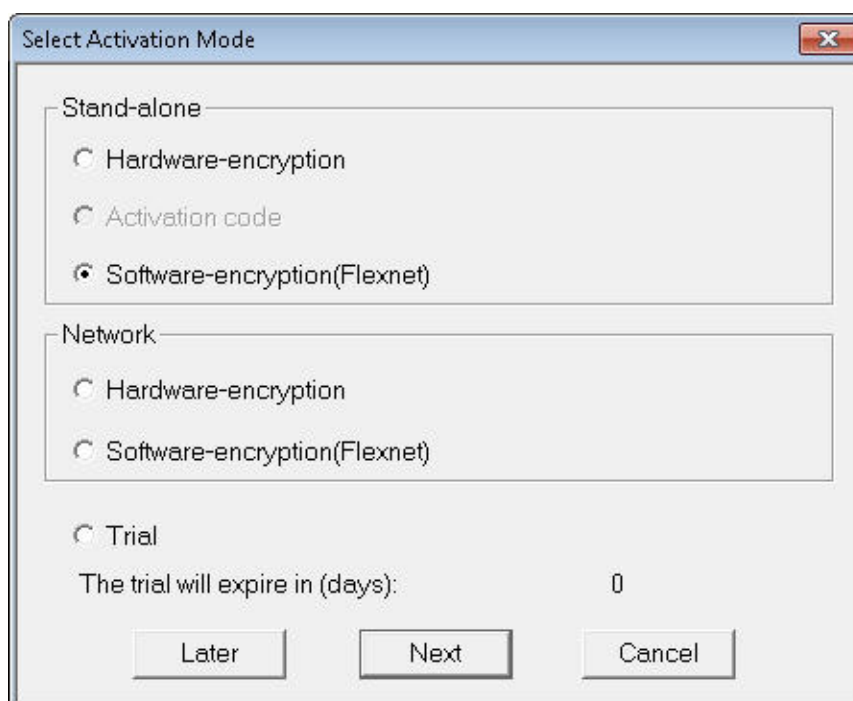 Select Activation Mode
Stand-alone
Hardware-encryption
Activation code
Software-encryption(Flexnet)
Network
Hardware-encryption
Software-encryption(Flexnet)
Trial
The trial will expire in (days): 0
Later Next Cancel